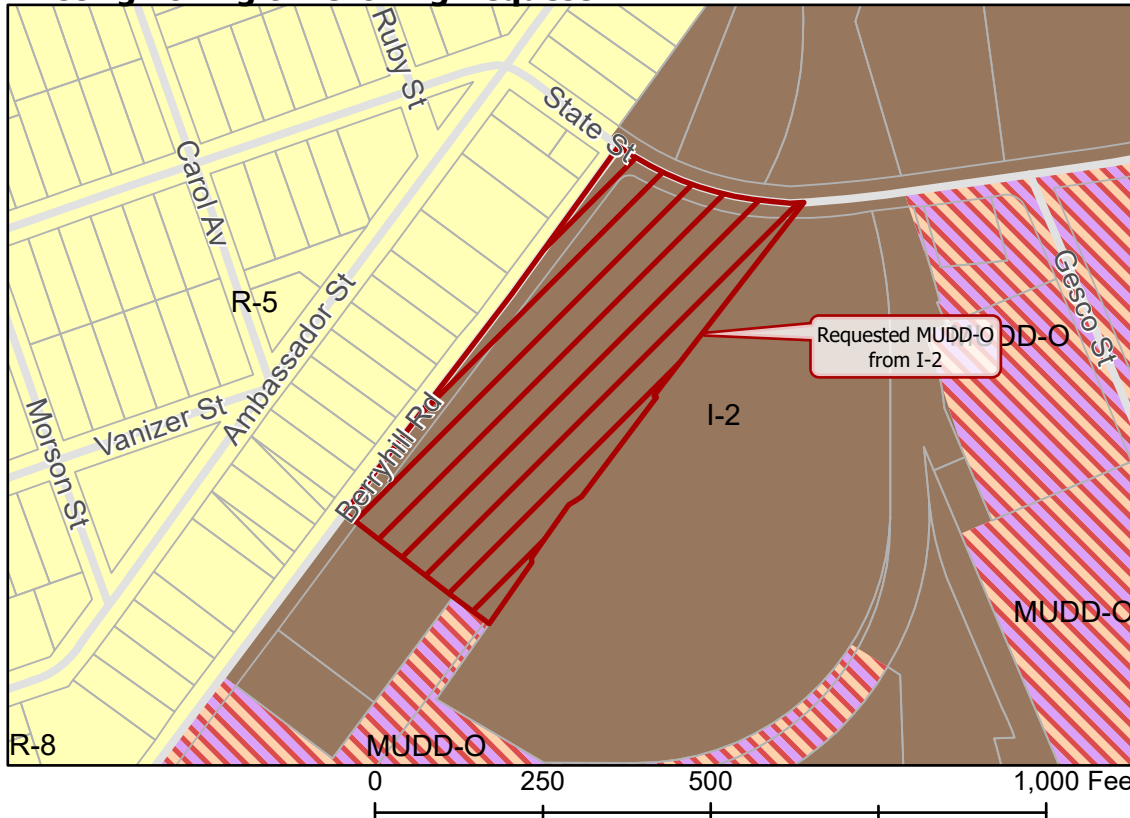 Ruby St
State St
Carol Av
R-5
Ambassador St
Gesco St
Requested MUDD-O
from I-2
I-2
Morson St
Vanizer St
Berryhill Rd
MUDD-O
R-8
MUDD-O
0
250
500
1,000 Fee